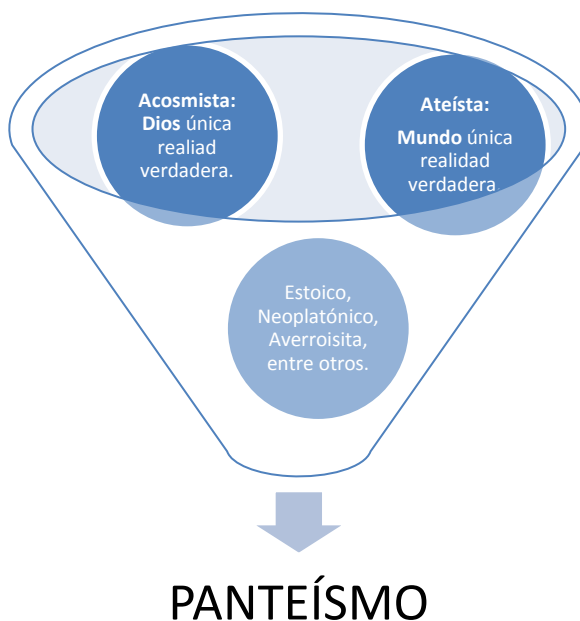 Acosmista:
Dios única
realiad
verdadera.
Ateísta:
Mundo única
realidad
verdadera
Estoico,
Neoplatónico,
Averroisita,
entre otros.
PANTEÍSMO